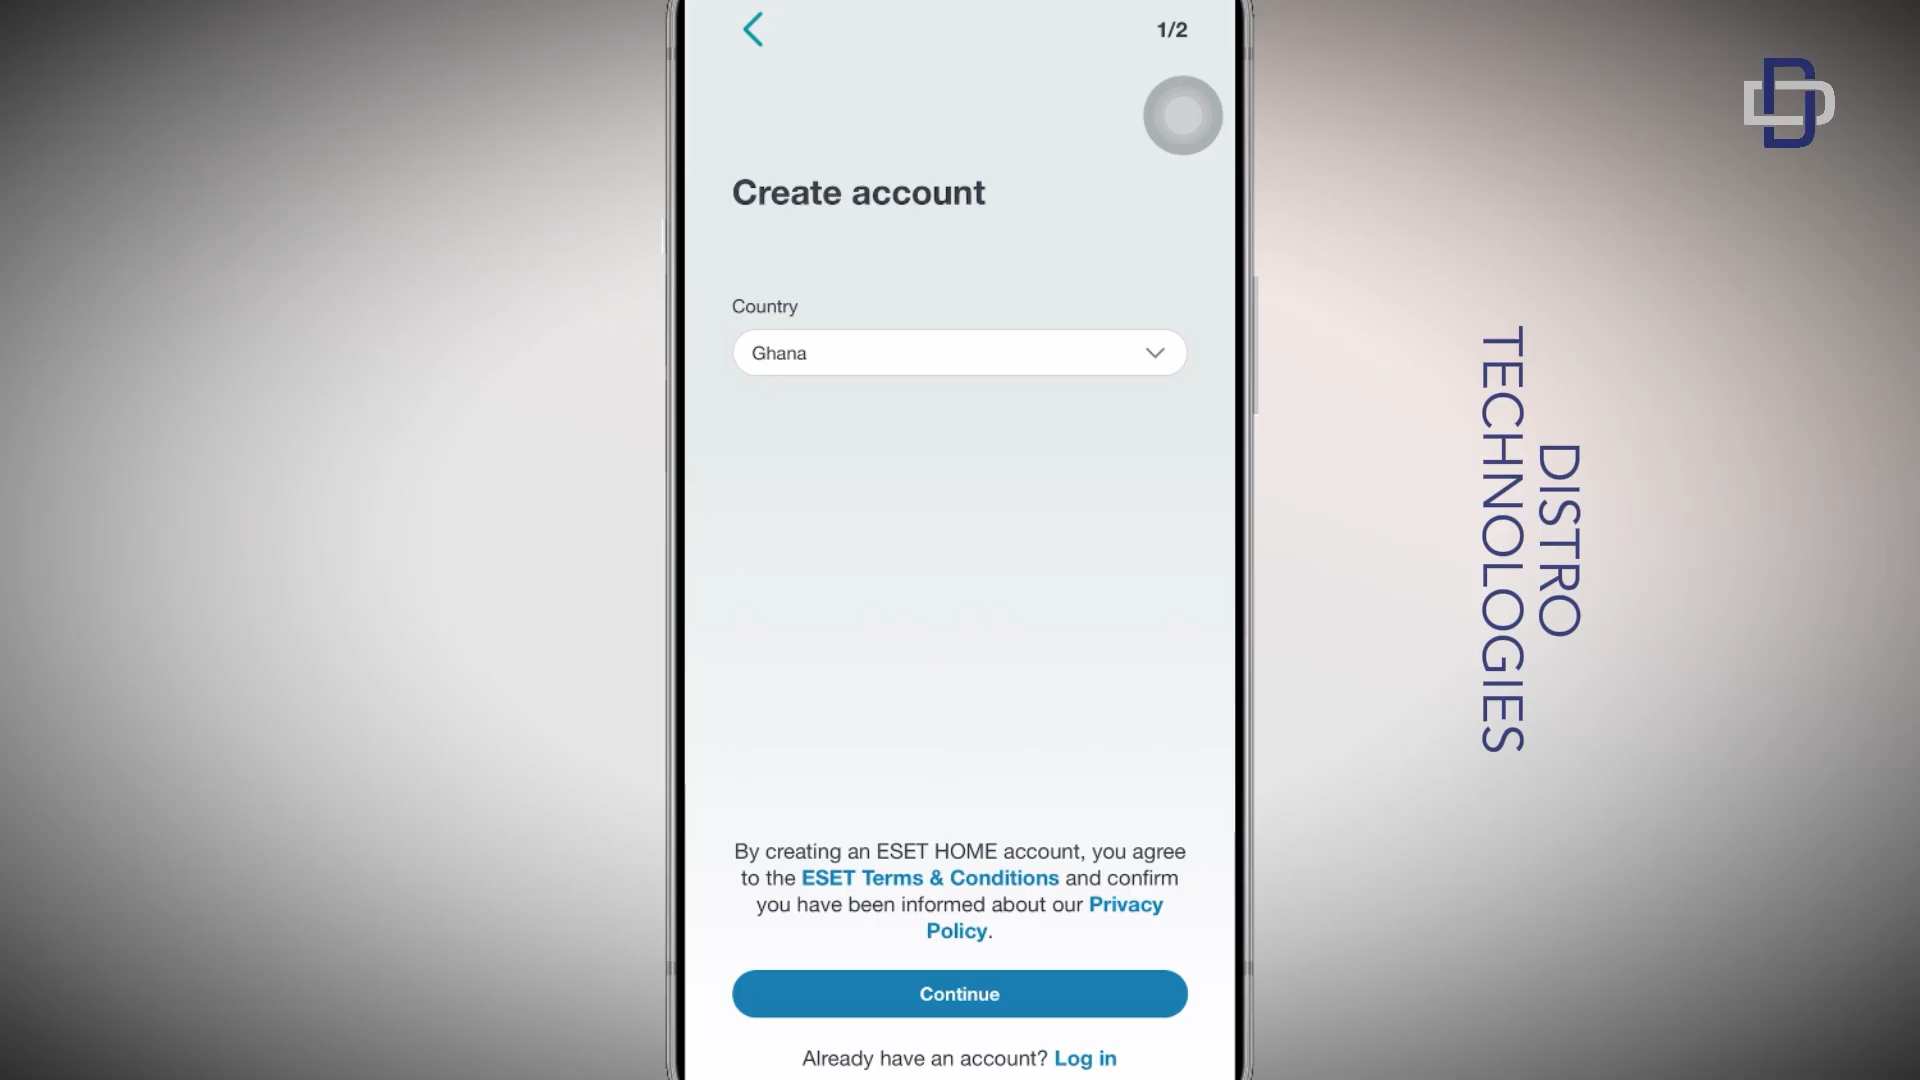 1/2
Create account
Country
Ghana
By creating an ESET HOME account, you agree
to the ESET Terms & Conditions and confirm
you have been informed about our Privacy
Policy.
Continue
Already have an account? Log in
DISTRO
TECHNOLOGIES